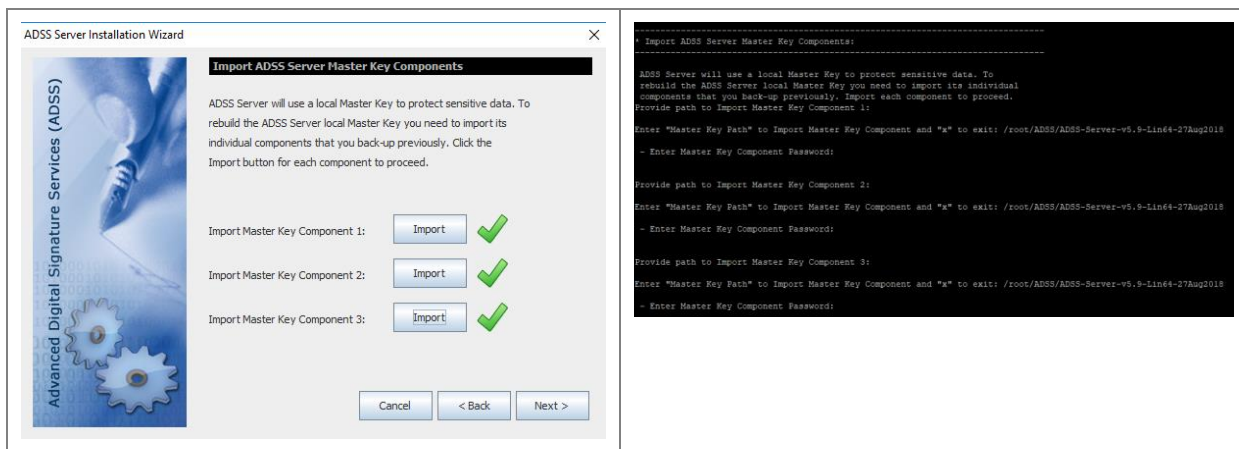 ADSS Server Installation Wizard
Advanced Digital Signature Services (ADSS)
Import ADSS Server Master Key Components
ADSS Server will use a local Master Key to protect sensitive data. To
rebuild the ADSS Server local Master Key you need to import its
individual components that you back-up previously. Click the
Import button for each component to proceed.
Import Master Key Component 1:
Import
Import Master Key Component 2:
Import
Import Master Key Component 3:
Import
Cancel
< Back
Next >
* Import ADSS Server Master Key Components:
ADSS Server will use a local Master Key to protect sensitive data. To
rebuild the ADSS Server local Master Key you need to import its individual
components that you back-up previously. Import each component to proceed.
Provide path to Import Master Key Component 1:
Enter "Master Key Path" to Import Master Key Component and "x" to exit: /root/ADSS/ADSS-Server-v5.9-Lin64-27Aug2018
- Enter Master Key Component Password:
Provide path to Import Master Key Component 2:
Enter "Master Key Path" to Import Master Key Component and "x" to exit: /root/ADSS/ADSS-Server-v5.9-Lin64-27Aug2018
- Enter Master Key Component Password:
Provide path to Import Master Key Component 3:
Enter "Master Key Path" to Import Master Key Component and "x" to exit: /root/ADSS/ADSS-Server-v5.9-Lin64-27Aug2018
- Enter Master Key Component Password: